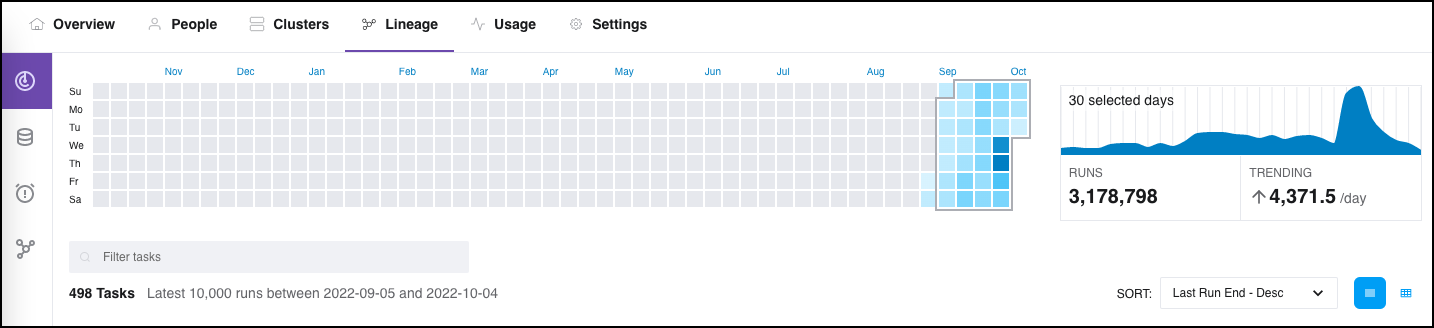 Overview People Clusters Lineage Usage Settings
Nov Dec Jan Feb Mar Apr May Jun Jul Aug Sep Oct
Su
Mo
Tu
We
Th
Fr
Sa
30 selected days
RUNS
3,178,798
TRENDING
4,371.5 /day
Filter tasks
498 Tasks Latest 10,000 runs between 2022-09-05 and 2022-10-04
SORT: Last Run End - Desc